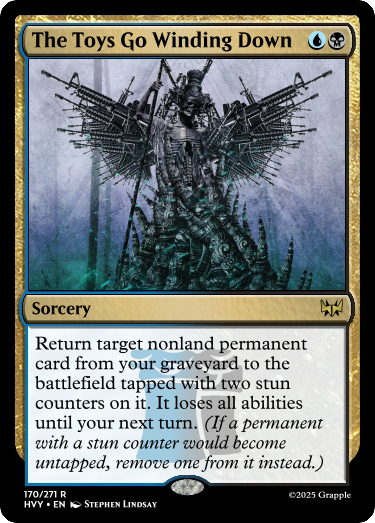 The Toys Go Winding Down
Sorcery
Return target nonland permanent
card from your graveyard to the
battlefield tapped with two stun
counters on it. It loses all abilities
until your next turn. (If a permanent
with a stun counter would become
untapped, remove one from it instead.)
170/271 R
HVY • EN Stephen Lindsay
©2025 Grapple